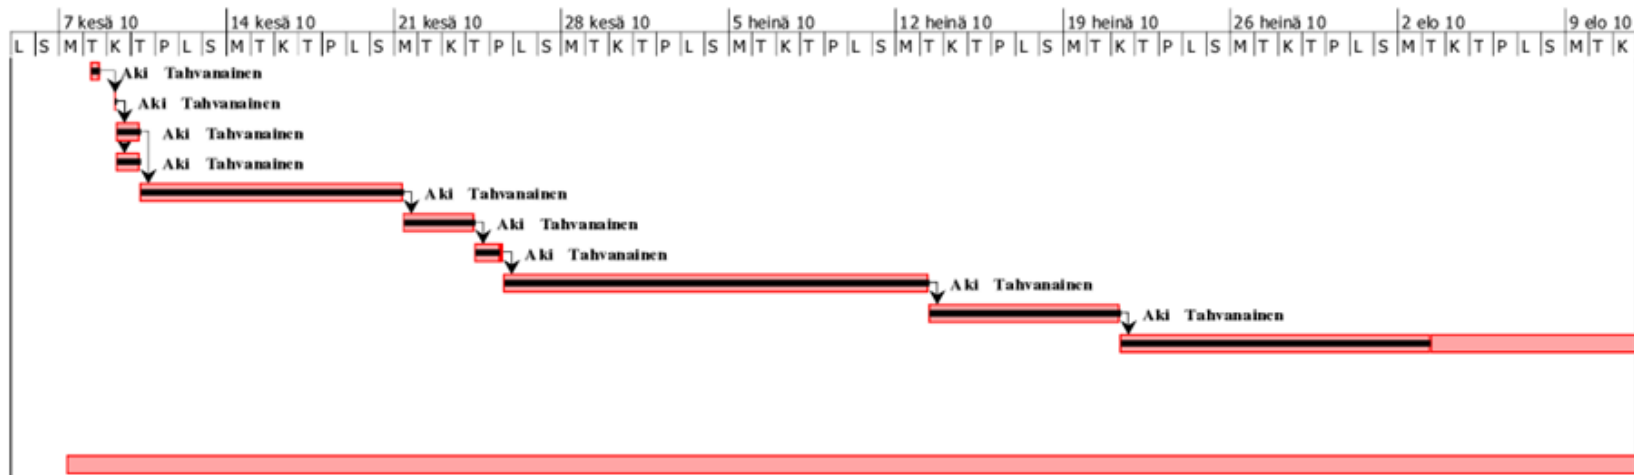 7 kesä 10 14 kesä 10 21 kesä 10 28 kesä 10 5 heinä 10 12 heinä 10 19 heinä 10 26 heinä 10 2 elo 10 9 elo 10
L S M T K T P L S M T K T P L S M T K T P L S M T K T P L S M T K T P L S M T K T P L S M T K T P L S M T K T P L S M T K T P L S M T K
Aki Tahvanainen
Aki Tahvanainen
Aki Tahvanainen
Aki Tahvanainen
Aki Tahvanainen
Aki Tahvanainen
Aki Tahvanainen
Aki Tahvanainen
Aki Tahvanainen